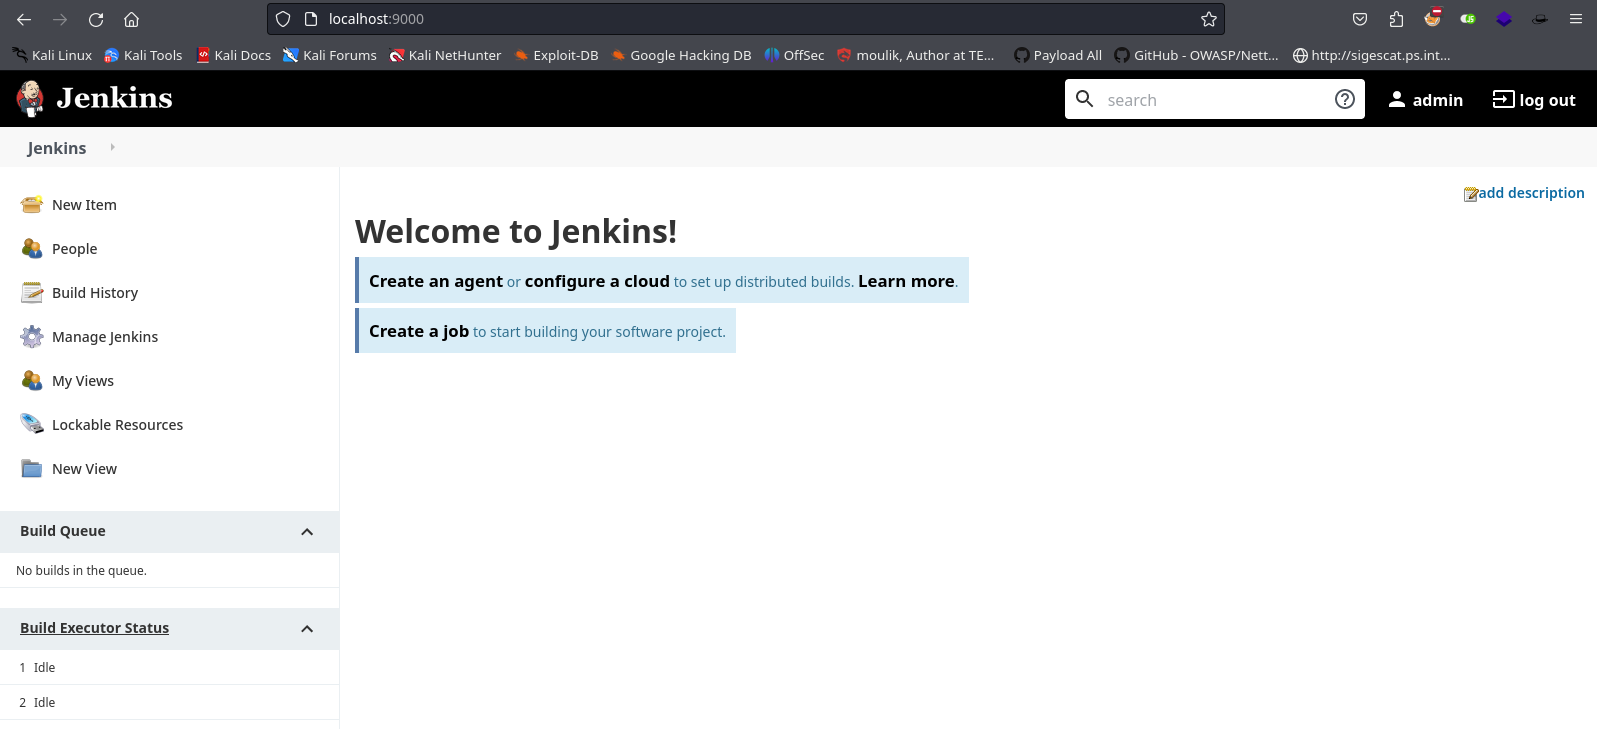 localhost:9000
Kali Linux Kali Tools Kali Docs Kali Forums Kali NetHunter Exploit-DB Google Hacking DB OffSec moulik, Author at TE... Payload All GitHub - OWASP/Nett... http://sigescat.ps.int...
Jenkins search admin log out
Jenkins
add description
New Item
People
Build History
Manage Jenkins
My Views
Lockable Resources
New View
Build Queue
No builds in the queue.
Build Executor Status
1 Idle
2 Idle
Welcome to Jenkins!
Create an agent or configure a cloud to set up distributed builds. Learn more.
Create a job to start building your software project.